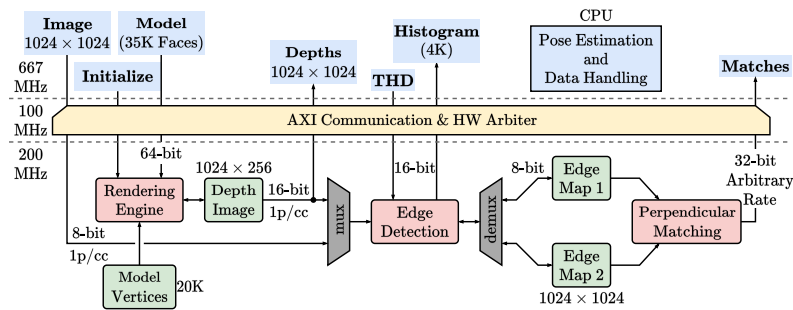 CPU
Image
1024 × 1024
Model
(35K Faces)
Initialize
Depths
1024 × 1024
THD
Histogram
(4K)
Pose Estimation
and
Data Handling
Matches
667
MHz
100
MHz
AXI Communication & HW Arbiter
200
MHz
64-bit
1024 × 256
16-bit
8-bit
32-bit
Arbitrary
Rate
Rendering
Engine
Depth
Image
16-bit
1p/cc
mux
Edge
Detection
demux
Edge
Map 1
Perpendicular
Matching
8-bit
1p/cc
Model
Vertices
20K
Edge
Map 2
1024 × 1024